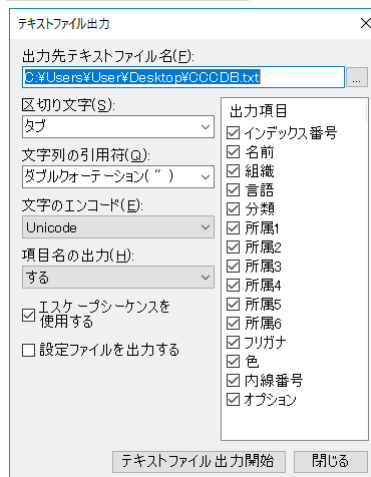 テキストファイル出力
出力先テキストファイル名(F):
C:¥Users¥User¥Desktop¥CCCDB.txt
...
区切り文字(S):
タブ
文字列の引用符(Q):
ダブルクォーテーション( ˝ )
文字のエンコード(E):
Unicode
項目名の出力(H):
する
エスケープシーケンスを
使用する
設定ファイルを出力する
出力項目
インデックス番号
名前
組織
言語
分類
所属1
所属2
所属3
所属4
所属5
所属6
フリガナ
色
内線番号
オプション
テキストファイル出力開始
閉じる